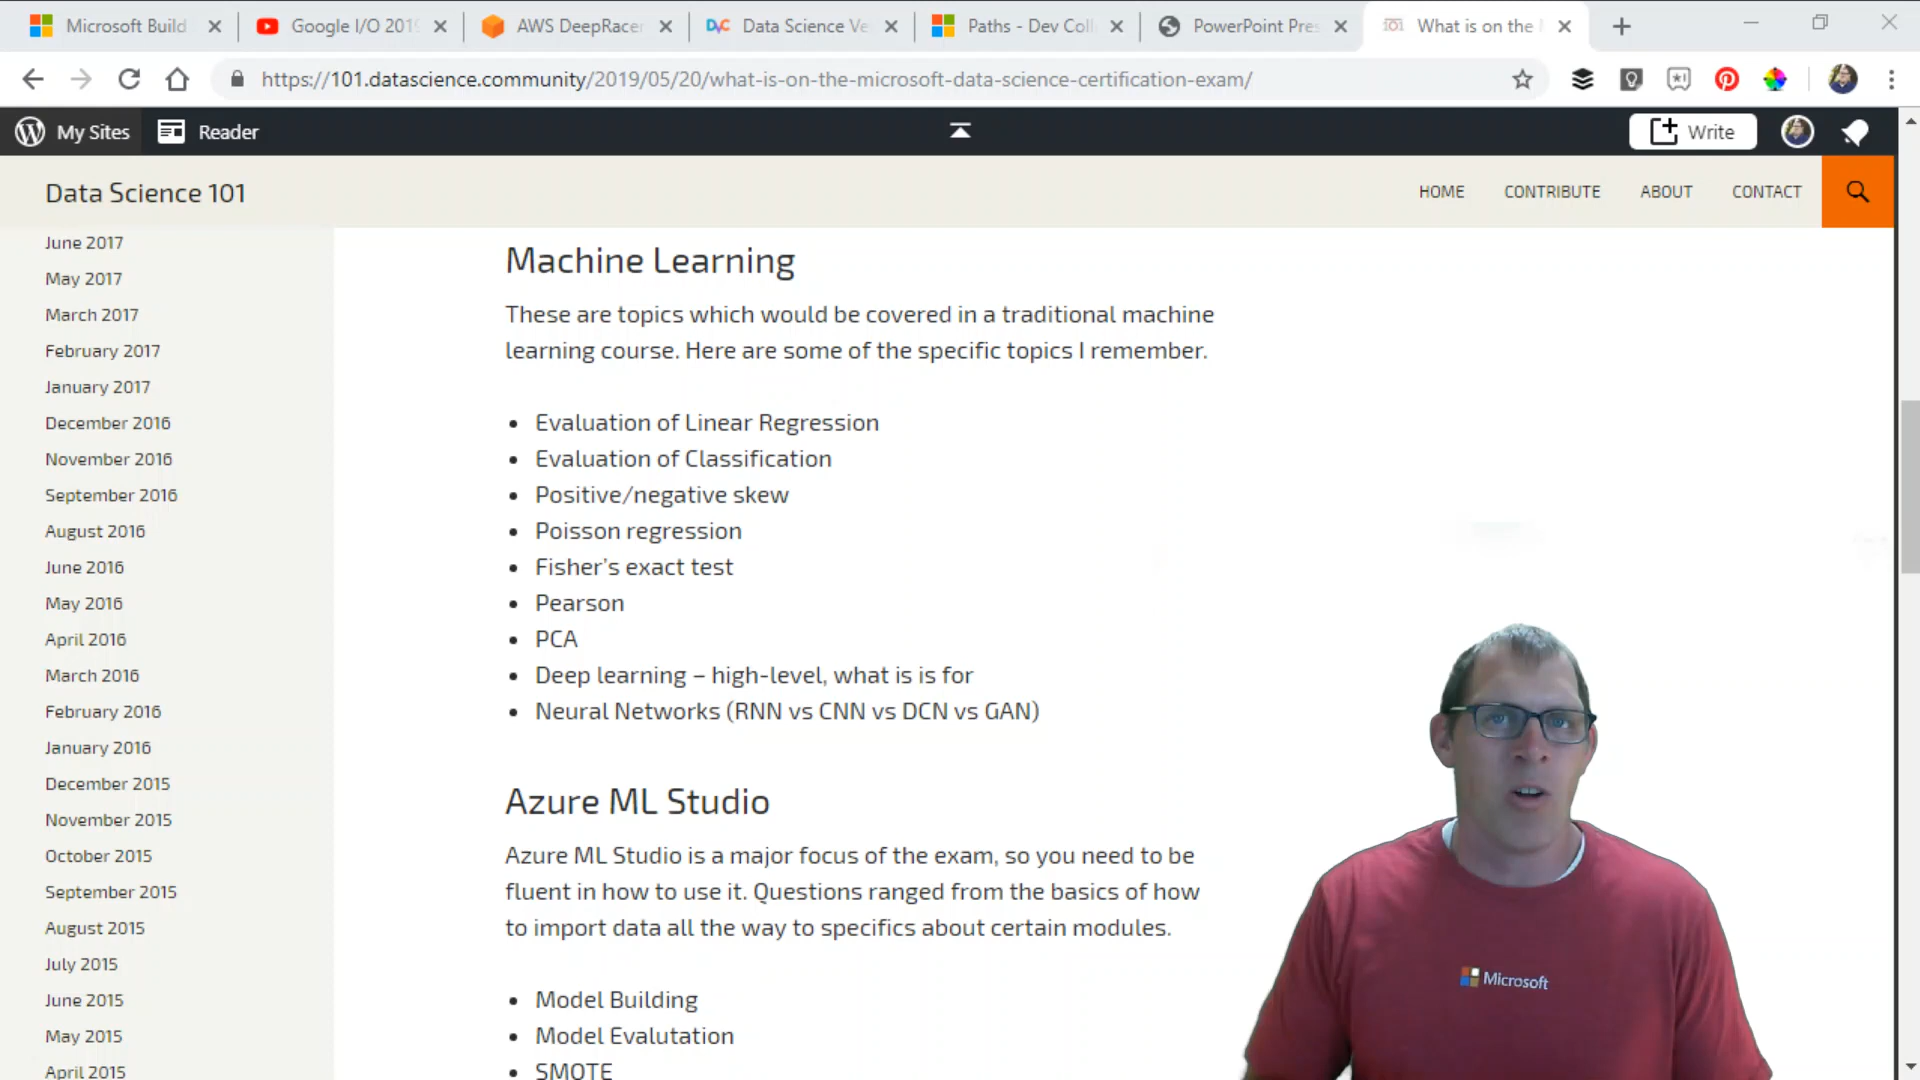 Microsoft Build
Google I/O 2019
AWS DeepRacer
Data Science Ve
Paths - Dev Coll
PowerPoint Pres
What is on the M
https://101.datascience.community/2019/05/20/what-is-on-the-microsoft-data-science-certification-exam/
My Sites
Reader
Write
Data Science 101
HOME
CONTRIBUTE
ABOUT
CONTACT
June 2017
May 2017
March 2017
February 2017
January 2017
December 2016
November 2016
September 2016
August 2016
June 2016
May 2016
April 2016
March 2016
February 2016
January 2016
December 2015
November 2015
October 2015
September 2015
August 2015
July 2015
June 2015
May 2015
April 2015
Machine Learning
These are topics which would be covered in a traditional machine
learning course. Here are some of the specific topics I remember.
• Evaluation of Linear Regression
• Evaluation of Classification
• Positive/negative skew
• Poisson regression
• Fisher's exact test
• Pearson
• PCA
• Deep learning – high-level, what is is for
• Neural Networks (RNN vs CNN vs DCN vs GAN)
Azure ML Studio
Azure ML Studio is a major focus of the exam, so you need to be
fluent in how to use it. Questions ranged from the basics of how
to import data all the way to specifics about certain modules.
• Model Building
• Model Evalutation
• SMOTE
Microsoft